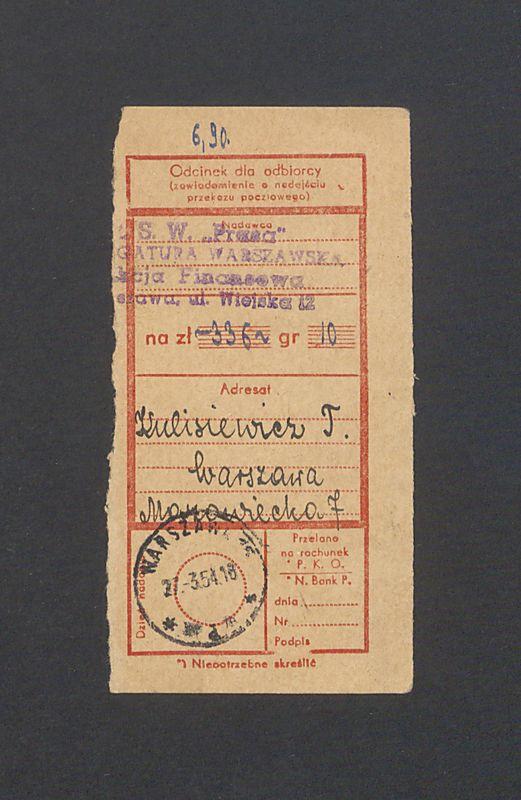 6,90.
Odcinek dla odbiorcy
(zawiadomienie o nadejściu
przekazu pocztowego)
Nadawca
S. W. „Prasa"
GATURA WARSZAWSKA
cja Finansowa
szawa, ul. Wiejska 12
na zł -336~ gr 10
Adresat
Kulisiewicz T.
Warszawa
Mazowiecka 7
WARSZAWA
3.54.18
Przelano
na rachunek
* P. K. O.
* N. Bank P.
dnia
Nr.
Podpis
*) Niepotrzebne skreślić